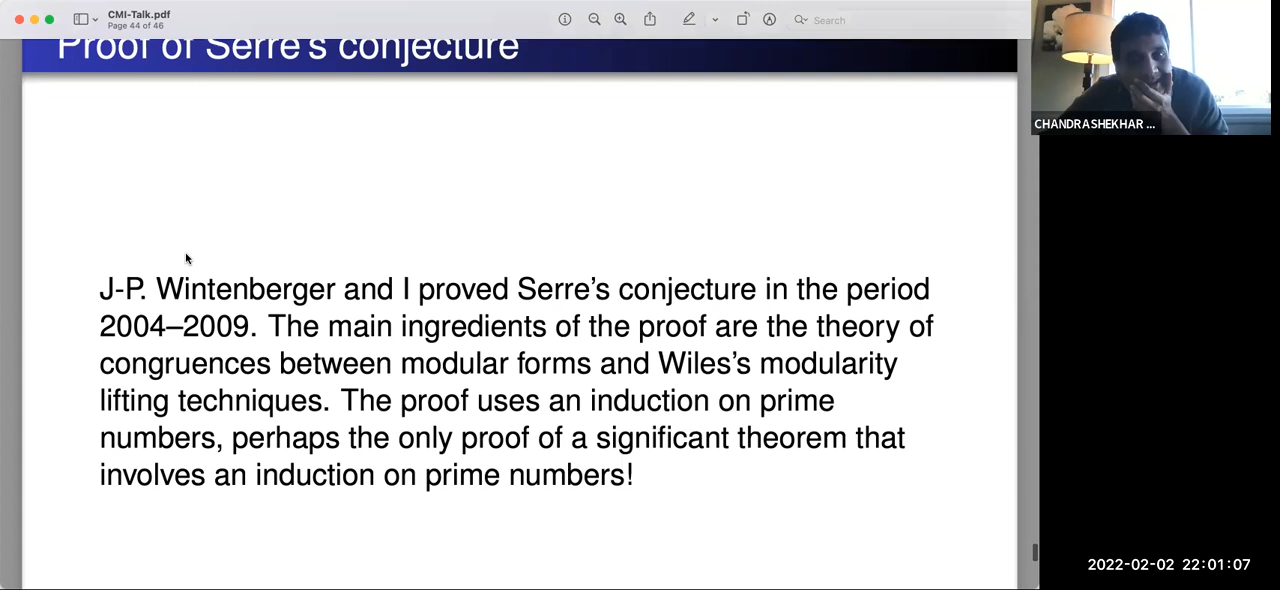 CMI-Talk.pdf
Page 44 of 46
Search
Proof of Serre's conjecture
J-P. Wintenberger and I proved Serre's conjecture in the period
2004–2009. The main ingredients of the proof are the theory of
congruences between modular forms and Wiles's modularity
lifting techniques. The proof uses an induction on prime
numbers, perhaps the only proof of a significant theorem that
involves an induction on prime numbers!
CHANDRASHEKHAR ...
2022-02-02 22:01:07